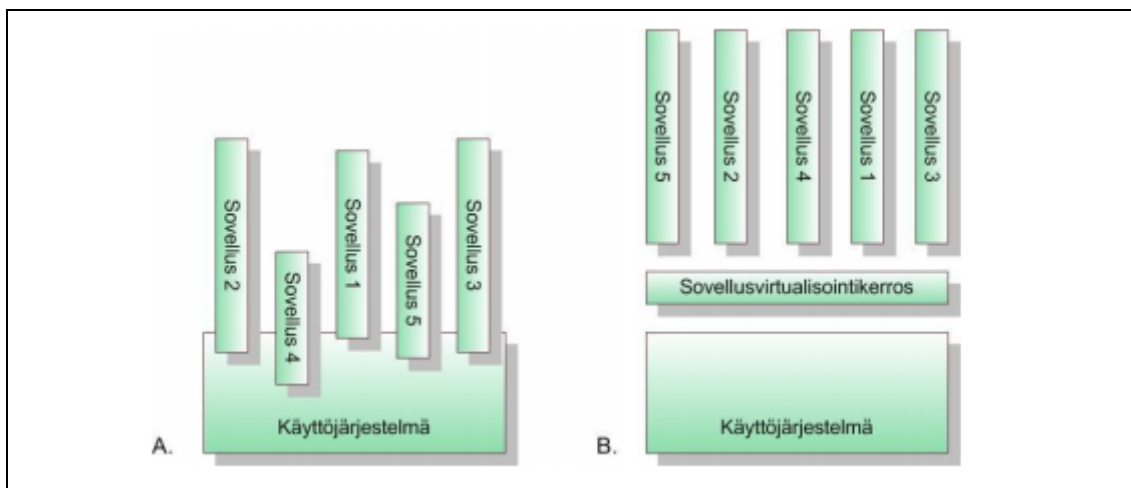 Sovellus 2
Sovellus 4
Sovellus 1
Sovellus 5
Sovellus 3
Käyttöjärjestelmä
A.
Sovellus 5
Sovellus 2
Sovellus 4
Sovellus 1
Sovellus 3
Sovellusvirtualisointikerros
Käyttöjärjestelmä
B.